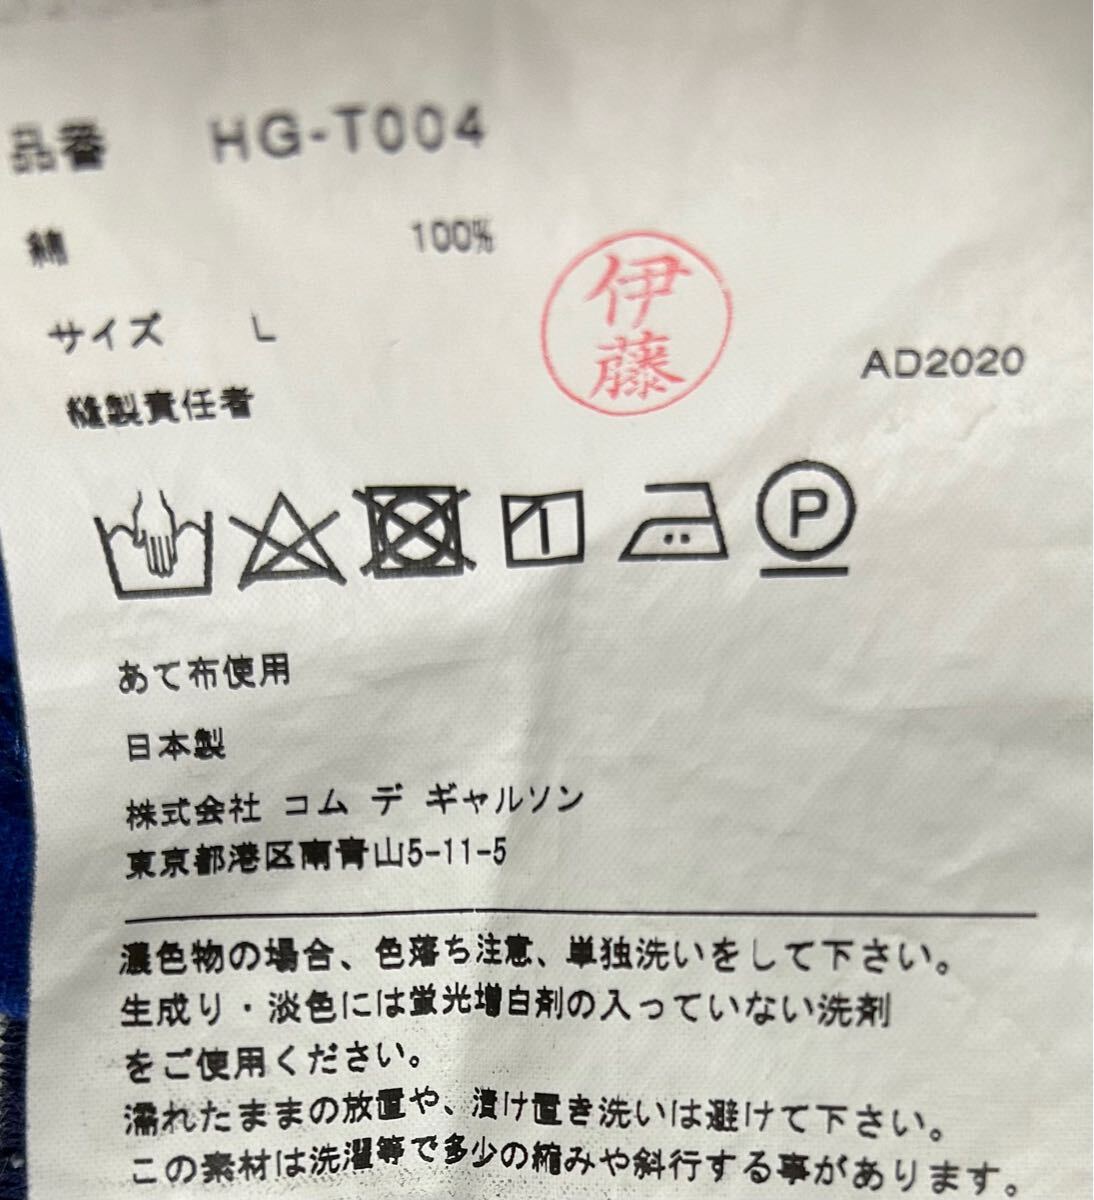 品番 HG-T004
綿 100%
伊藤
サイズ L
AD2020
縫製責任者
P
あて布使用
日本製
株式会社 コム デ ギャルソン
東京都港区南青山5-11-5
濃色物の場合、色落ち注意、単独洗いをして下さい。
生成り・淡色には蛍光増白剤の入っていない洗剤
をご使用ください。
濡れたままの放置や、漬け置き洗いは避けて下さい。
この素材は洗濯等で多少の縮みや斜行する事があります。